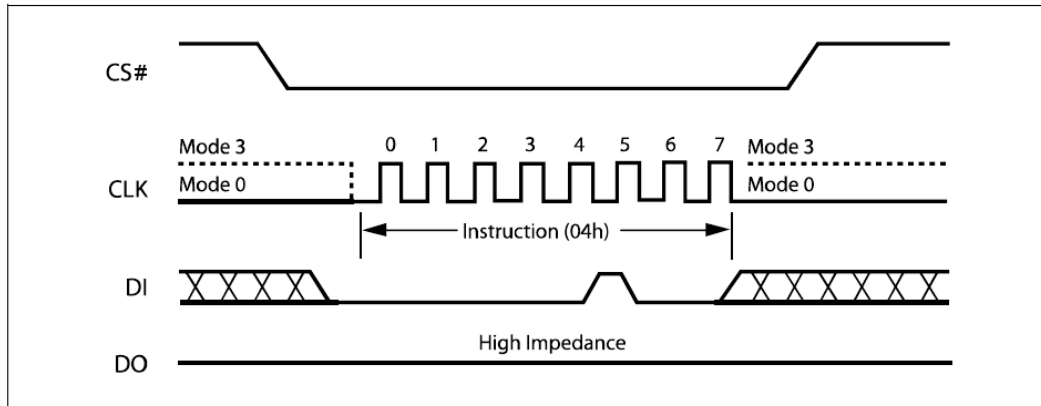 CS#
Mode 3
0 1 2 3 4 5 6 7
Mode 3
CLK
Mode 0
Mode 0
Instruction (04h)
DI
High Impedance
DO